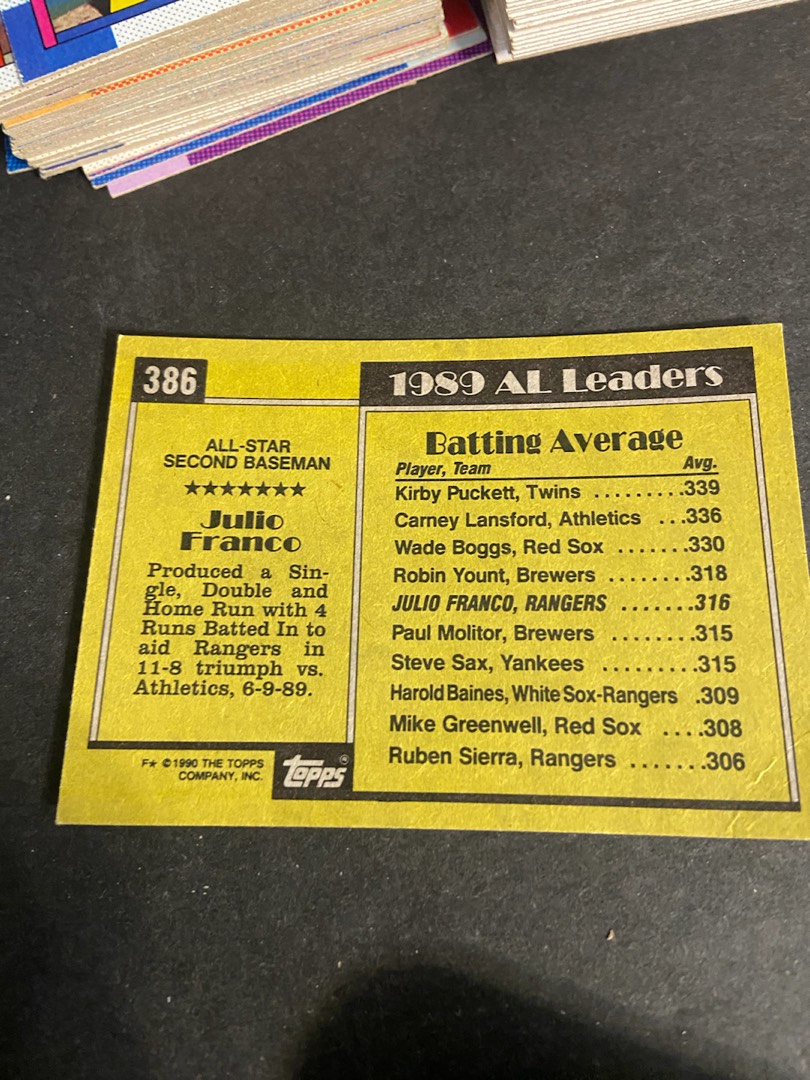 386
ALL-STAR
SECOND BASEMAN
★★★★★★★
Julio
Franco
Produced a Sin-
gle, Double and
Home Run with 4
Runs Batted In to
aid Rangers in
11-8 triumph vs.
Athletics, 6-9-89.
F★ ©1990 THE TOPPS
COMPANY, INC.
Topps®
1989 AL Leaders
Batting Average
Player, Team Avg.
Kirby Puckett, Twins .........339
Carney Lansford, Athletics ...336
Wade Boggs, Red Sox .......330
Robin Yount, Brewers ........318
JULIO FRANCO, RANGERS .......316
Paul Molitor, Brewers ........315
Steve Sax, Yankees .........315
Harold Baines, White Sox-Rangers .309
Mike Greenwell, Red Sox ....308
Ruben Sierra, Rangers .......306